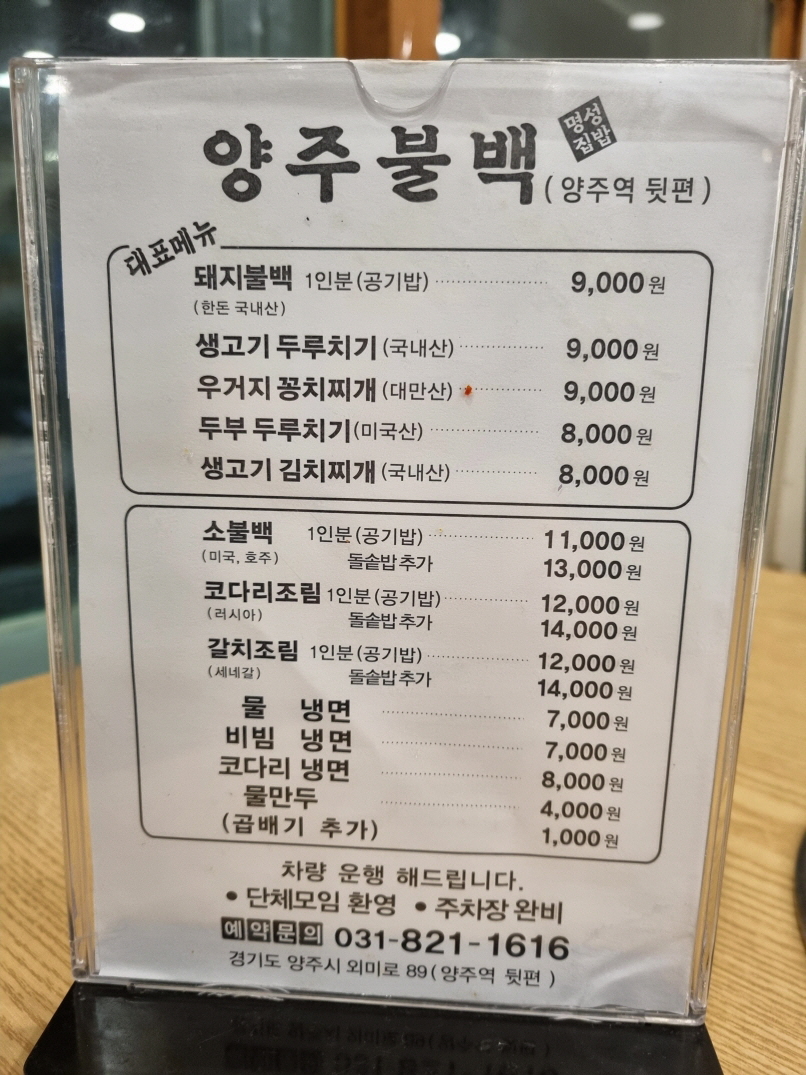 양주불백 명성집밥 (양주역 뒷편)
대표메뉴
돼지불백 1인분(공기밥) 9,000원
(한돈 국내산)
생고기 두루치기(국내산) 9,000원
우거지 꽁치찌개(대만산) 9,000원
두부 두루치기(미국산) 8,000원
생고기 김치찌개(국내산) 8,000원
소불백 1인분(공기밥) 11,000원
(미국, 호주) 돌솥밥 추가 13,000원
코다리조림 1인분(공기밥) 12,000원
(러시아) 돌솥밥 추가 14,000원
갈치조림 1인분(공기밥) 12,000원
(세네갈) 돌솥밥 추가 14,000원
물 냉면 7,000원
비빔 냉면 7,000원
코다리 냉면 8,000원
물만두 4,000원
(곱배기 추가) 1,000원
차량 운행 해드립니다.
• 단체모임 환영 • 주차장 완비
예약문의 031-821-1616
경기도 양주시 외미로 89 (양주역 뒷편)